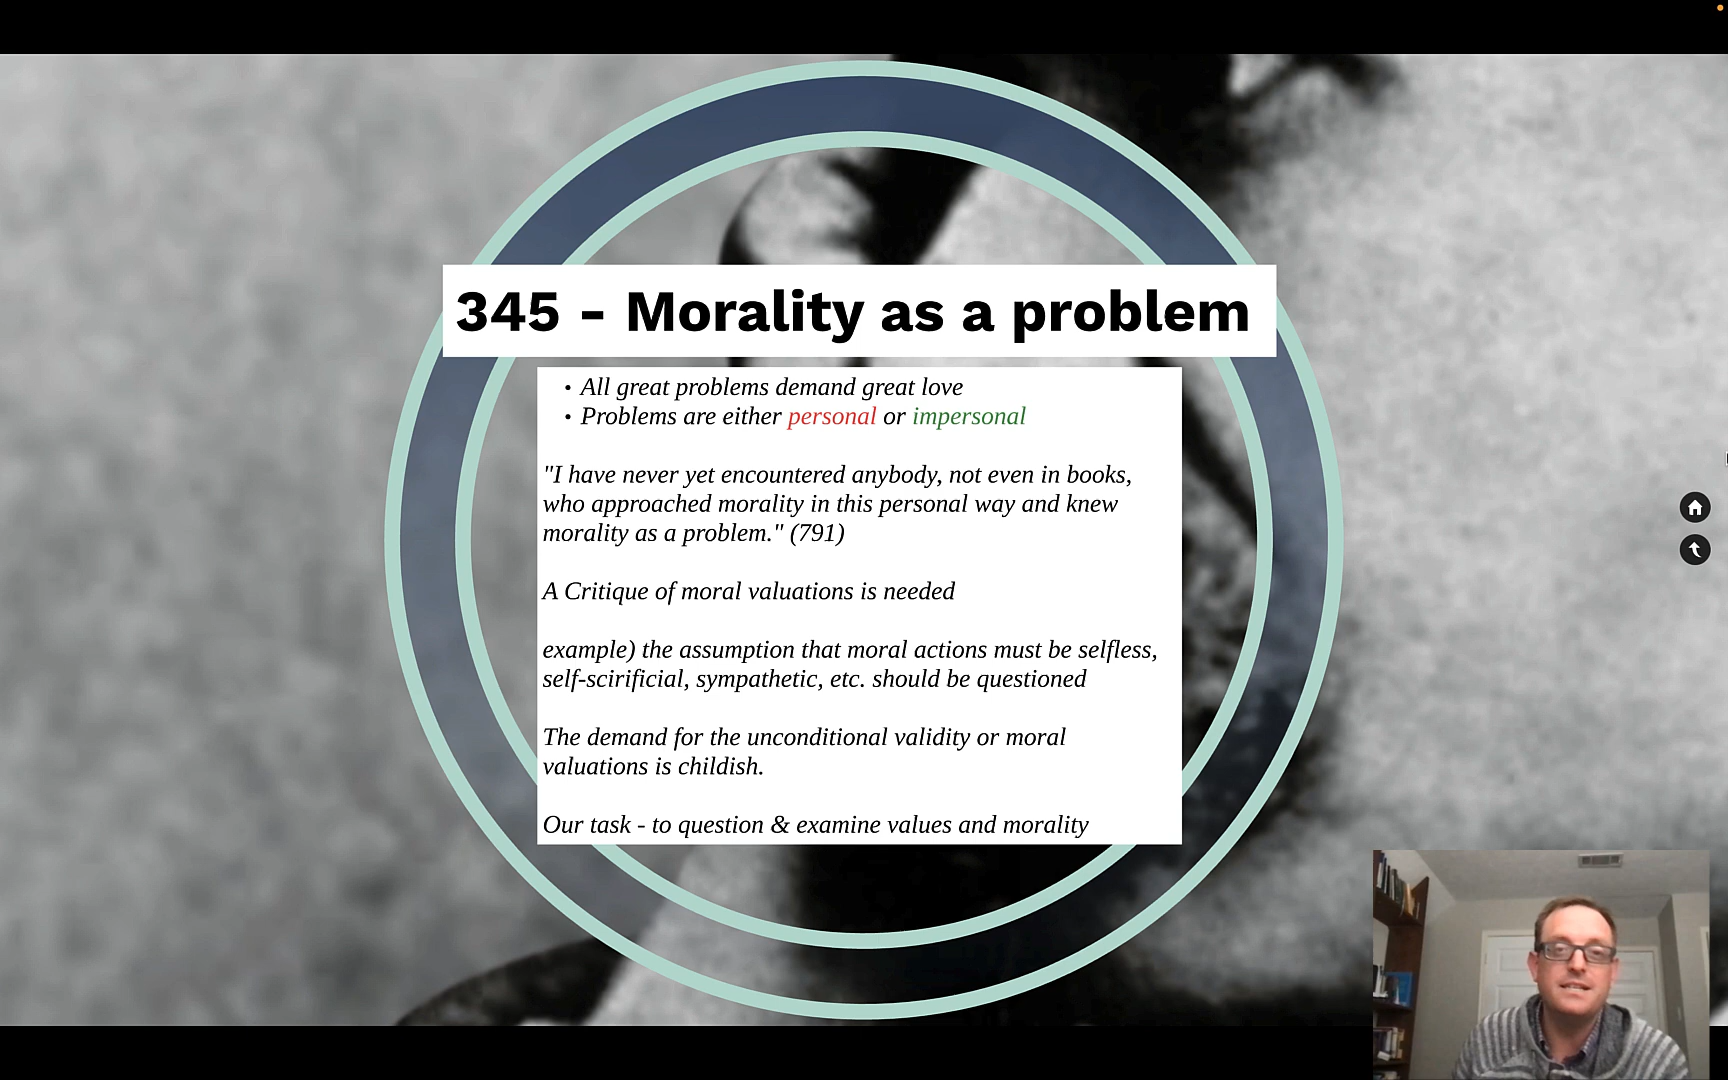 345 - Morality as a problem
• All great problems demand great love
• Problems are either personal or impersonal
"I have never yet encountered anybody, not even in books,
who approached morality in this personal way and knew
morality as a problem." (791)
A Critique of moral valuations is needed
example) the assumption that moral actions must be selfless,
self-scirificial, sympathetic, etc. should be questioned
The demand for the unconditional validity or moral
valuations is childish.
Our task - to question & examine values and morality